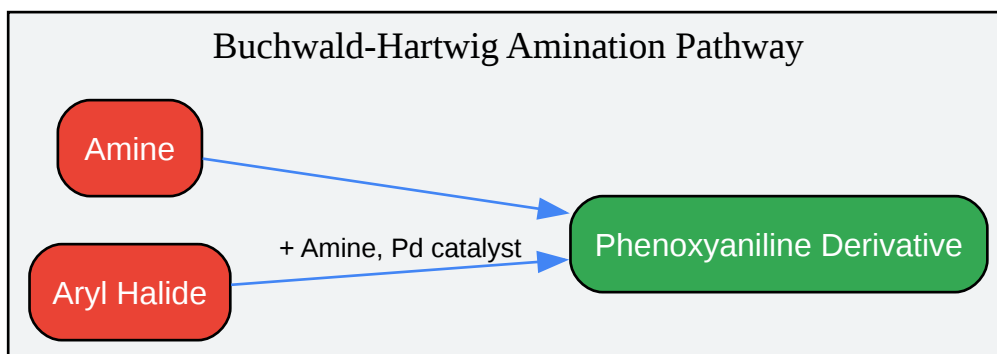 Buchwald-Hartwig Amination Pathway
Amine
+ Amine, Pd catalyst
Phenoxyaniline Derivative
Aryl Halide